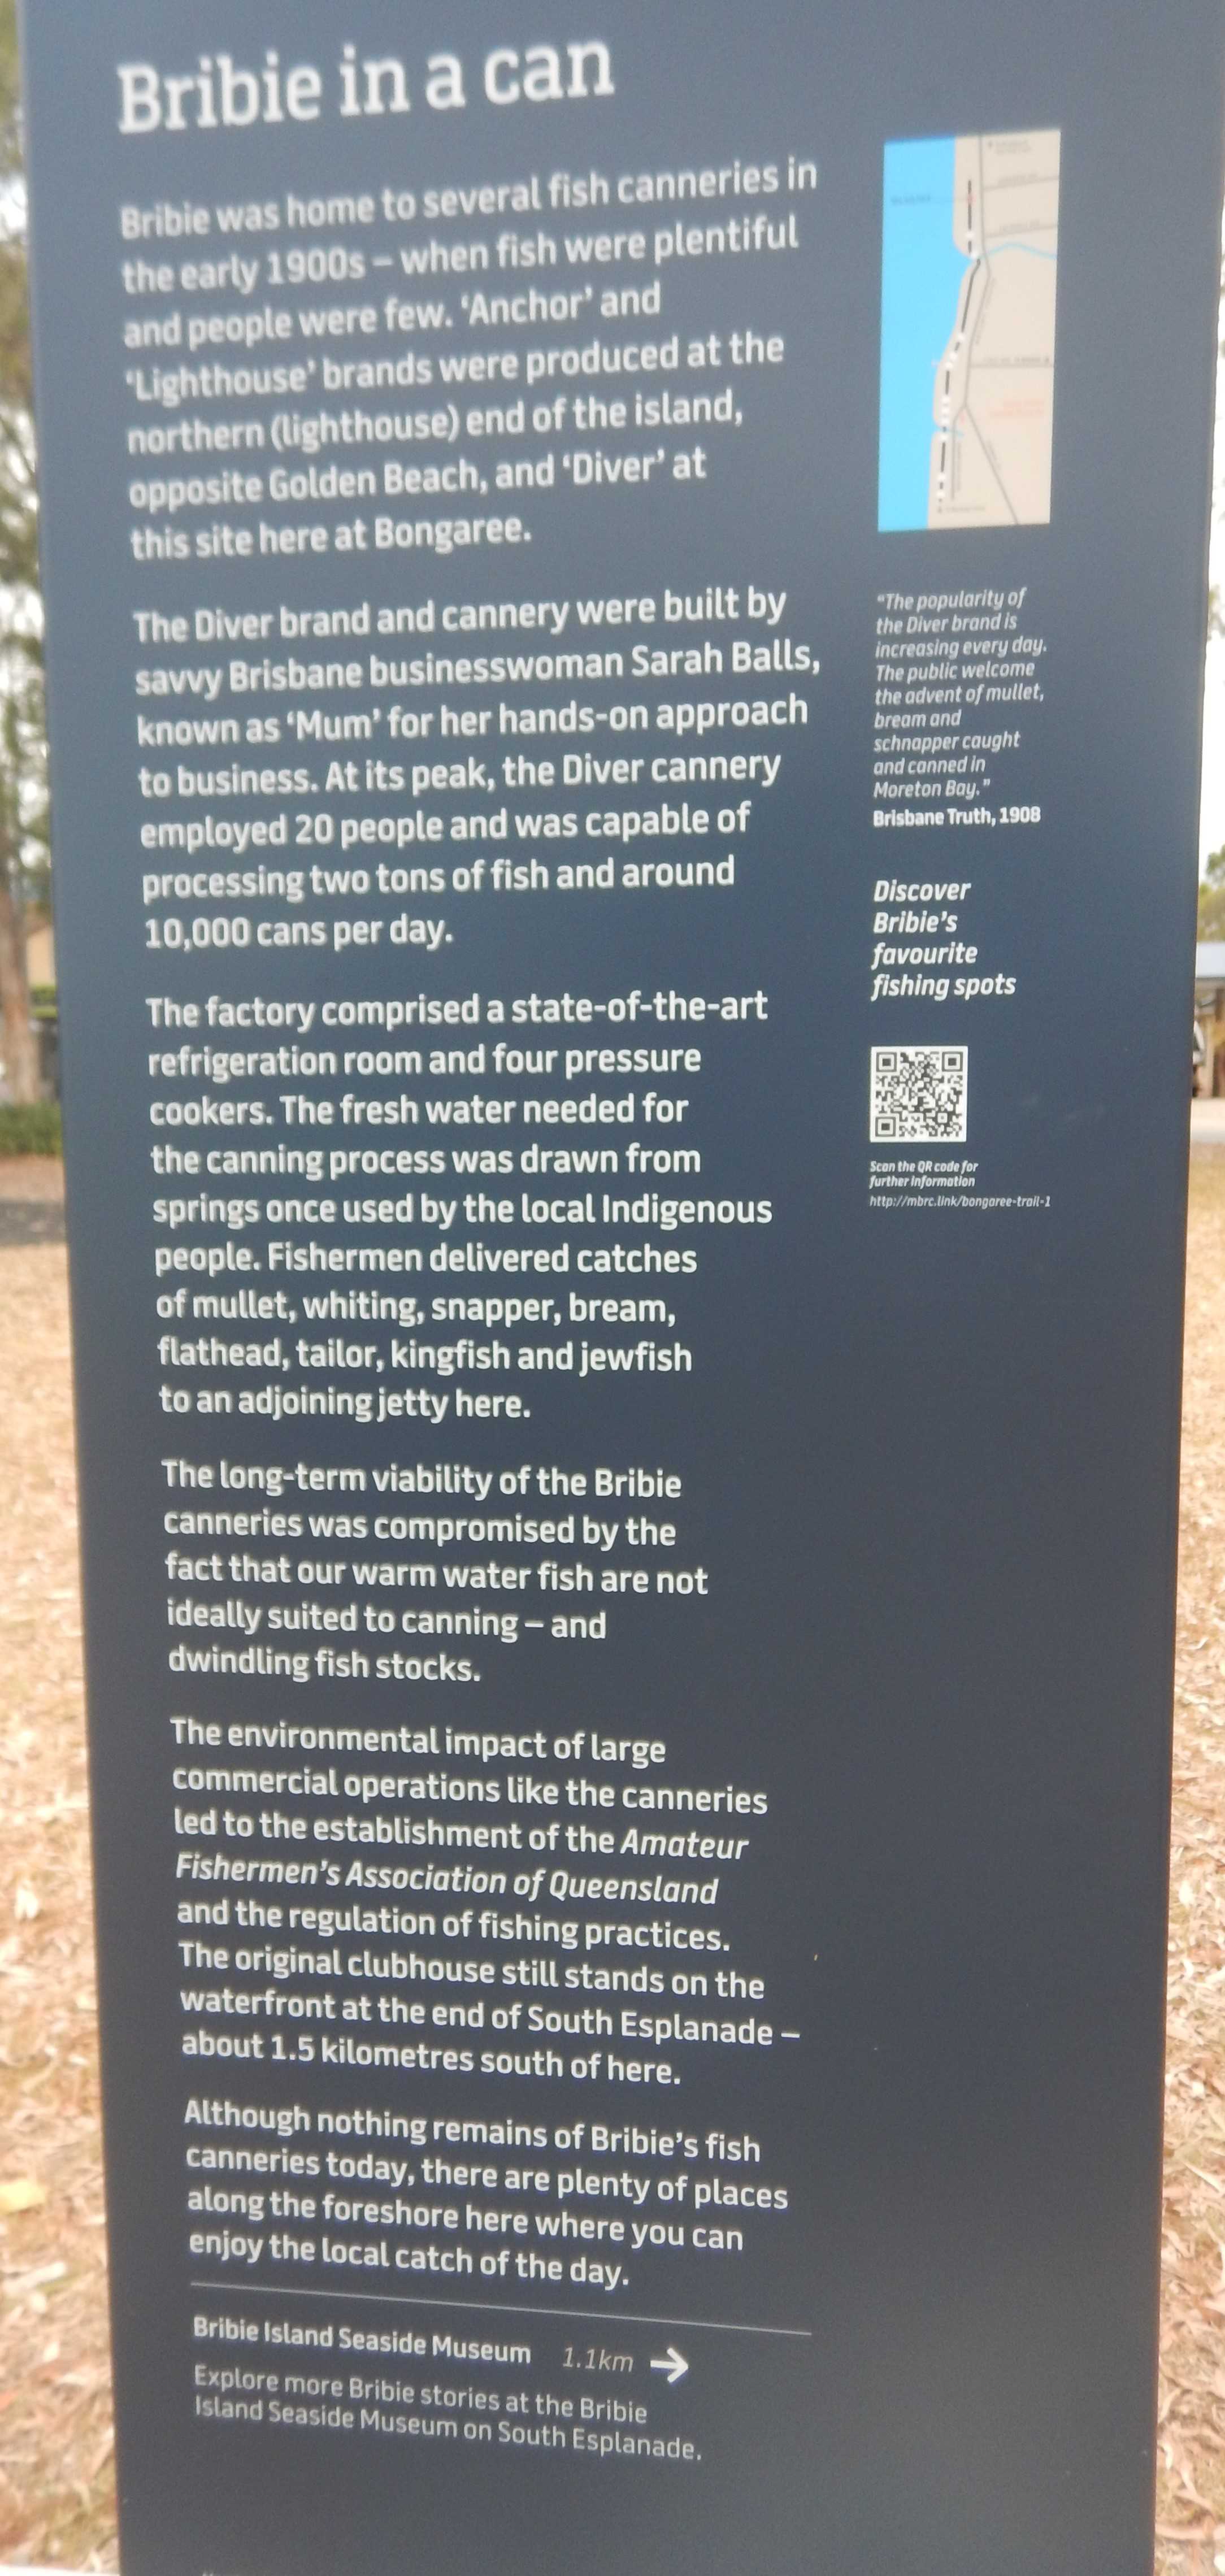 Bribie in a can
Bribie was home to several fish canneries in
the early 1900s – when fish were plentiful
and people were few. ‘Anchor’ and
‘Lighthouse’ brands were produced at the
northern (lighthouse) end of the island,
opposite Golden Beach, and ‘Diver’ at
this site here at Bongaree.
The Diver brand and cannery were built by
savvy Brisbane businesswoman Sarah Balls,
known as ‘Mum’ for her hands-on approach
to business. At its peak, the Diver cannery
employed 20 people and was capable of
processing two tons of fish and around
10,000 cans per day.
The factory comprised a state-of-the-art
refrigeration room and four pressure
cookers. The fresh water needed for
the canning process was drawn from
springs once used by the local Indigenous
people. Fishermen delivered catches
of mullet, whiting, snapper, bream,
flathead, tailor, kingfish and jewfish
to an adjoining jetty here.
The long-term viability of the Bribie
canneries was compromised by the
fact that our warm water fish are not
ideally suited to canning – and
dwindling fish stocks.
The environmental impact of large
commercial operations like the canneries
led to the establishment of the Amateur
Fishermen’s Association of Queensland
and the regulation of fishing practices.
The original clubhouse still stands on the
waterfront at the end of South Esplanade –
about 1.5 kilometres south of here.
Although nothing remains of Bribie’s fish
canneries today, there are plenty of places
along the foreshore here where you can
enjoy the local catch of the day.
Bribie Island Seaside Museum 1.1km →
Explore more Bribie stories at the Bribie
Island Seaside Museum on South Esplanade.
“The popularity of
the Diver brand is
increasing every day.
The public welcome
the advent of mullet,
bream and
schnapper caught
and canned in
Moreton Bay.”
Brisbane Truth, 1908
Discover
Bribie’s
favourite
fishing spots
Scan the QR code for
further information
http://mbrc.link/bongaree-trail-1